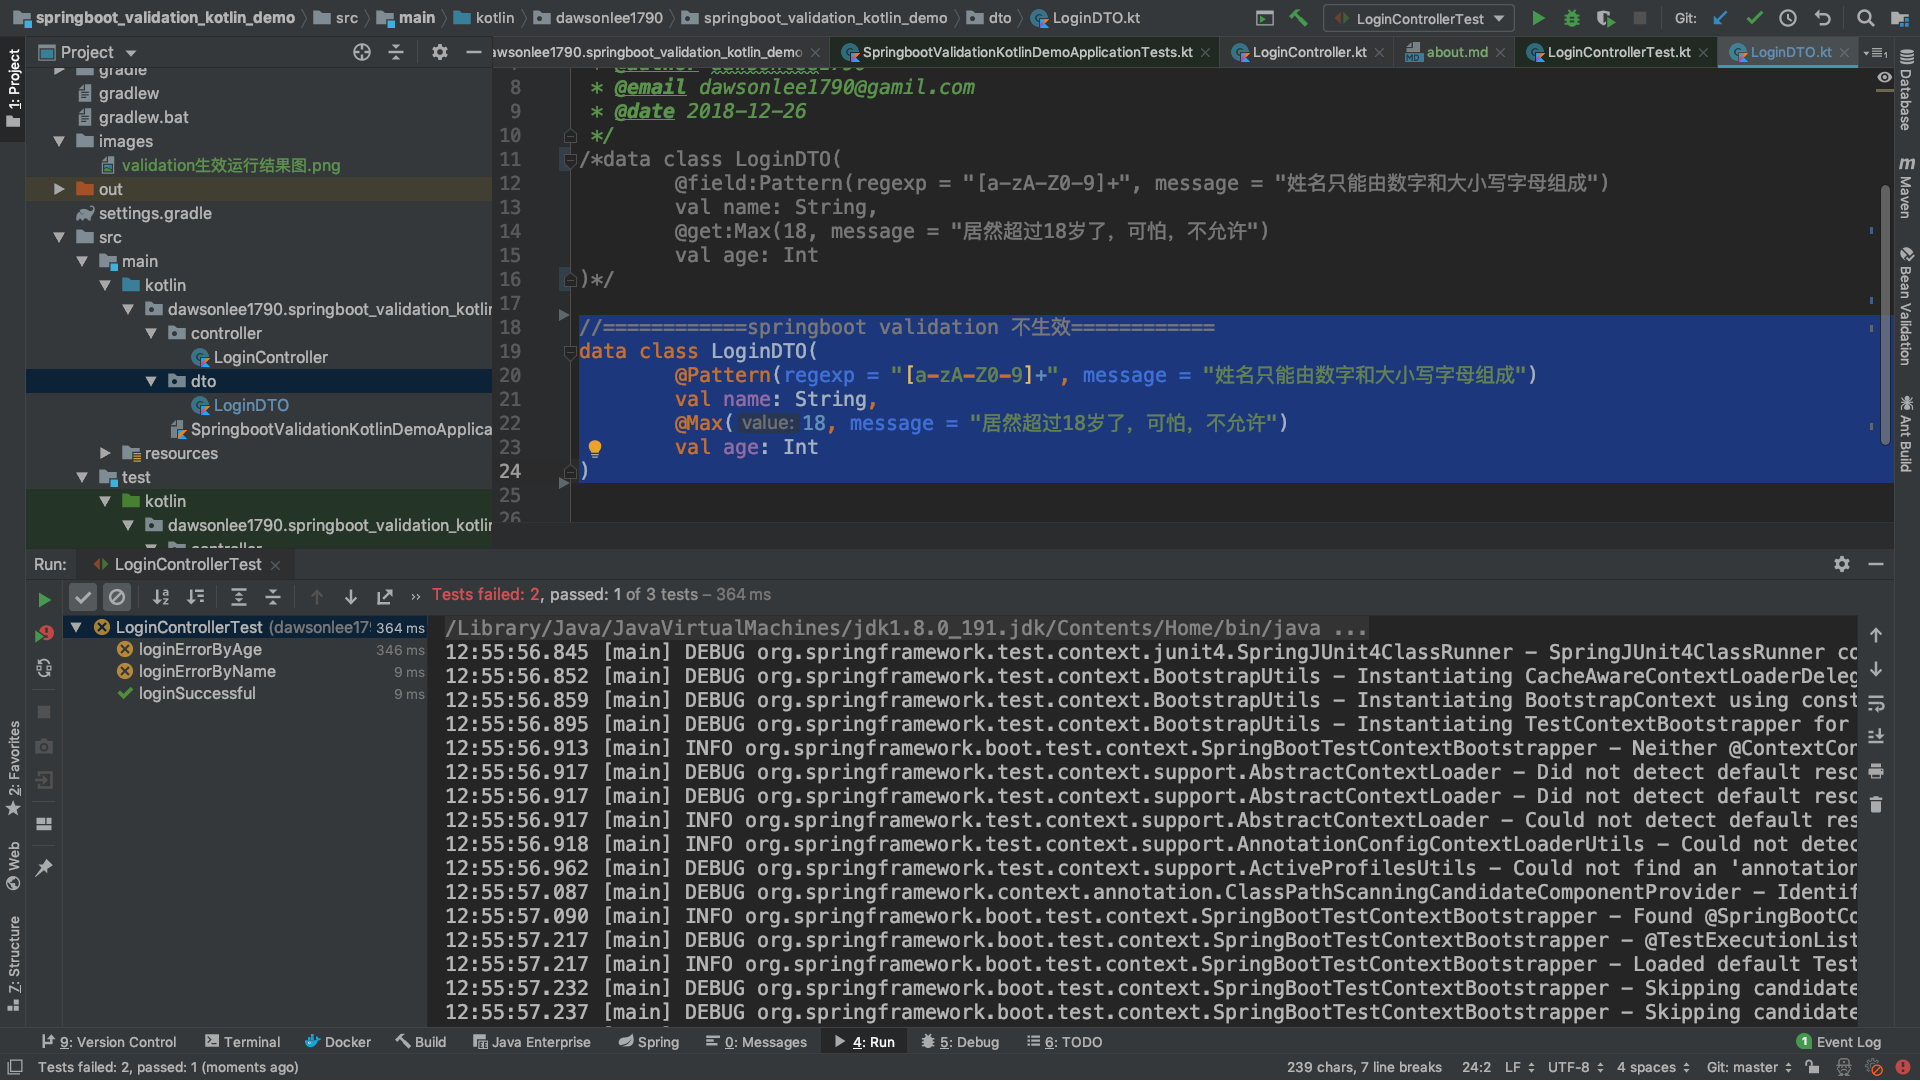 springboot_validation_kotlin_demo src main kotlin dawsonlee1790 springboot_validation_kotlin_demo dto LoginDTO.kt LoginControllerTest Git:
1: Project
Project
gradle
gradlew
gradlew.bat
images
validation生效运行结果图.png
out
settings.gradle
src
main
kotlin
dawsonlee1790.springboot_validation_kotlin
controller
LoginController
dto
LoginDTO
SpringbootValidationKotlinDemoApplica
resources
test
kotlin
dawsonlee1790.springboot_validation_kotlin
controller
dawsonlee1790.springboot_validation_kotlin_demo SpringbootValidationKotlinDemoApplicationTests.kt LoginController.kt about.md LoginControllerTest.kt LoginDTO.kt
8 * @email dawsonlee1790@gamil.com
9 * @date 2018-12-26
10 */
11 /*data class LoginDTO(
12 @field:Pattern(regexp = "[a-zA-Z0-9]+", message = "姓名只能由数字和大小写字母组成")
13 val name: String,
14 @get:Max(18, message = "居然超过18岁了，可怕，不允许")
15 val age: Int
16 )*/
17
18 //============springboot validation 不生效============
19 data class LoginDTO(
20 @Pattern(regexp = "[a-zA-Z0-9]+", message = "姓名只能由数字和大小写字母组成")
21 val name: String,
22 @Max( value: 18, message = "居然超过18岁了，可怕，不允许")
23 val age: Int
24 )
25
26
Database
Maven
Bean Validation
Ant Build
Run: LoginControllerTest
Tests failed: 2, passed: 1 of 3 tests – 364 ms
LoginControllerTest (dawsonlee17 364 ms
loginErrorByAge 346 ms
loginErrorByName 9 ms
loginSuccessful 9 ms
/Library/Java/JavaVirtualMachines/jdk1.8.0_191.jdk/Contents/Home/bin/java ...
12:55:56.845 [main] DEBUG org.springframework.test.context.junit4.SpringJUnit4ClassRunner – SpringJUnit4ClassRunner co
12:55:56.852 [main] DEBUG org.springframework.test.context.BootstrapUtils – Instantiating CacheAwareContextLoaderDeleg
12:55:56.859 [main] DEBUG org.springframework.test.context.BootstrapUtils – Instantiating BootstrapContext using const
12:55:56.895 [main] DEBUG org.springframework.test.context.BootstrapUtils – Instantiating TestContextBootstrapper for
12:55:56.913 [main] INFO org.springframework.boot.test.context.SpringBootTestContextBootstrapper – Neither @ContextCon
12:55:56.917 [main] DEBUG org.springframework.test.context.support.AbstractContextLoader – Did not detect default reso
12:55:56.917 [main] DEBUG org.springframework.test.context.support.AbstractContextLoader – Did not detect default reso
12:55:56.917 [main] INFO org.springframework.test.context.support.AbstractContextLoader – Could not detect default res
12:55:56.918 [main] INFO org.springframework.test.context.support.AnnotationConfigContextLoaderUtils – Could not detec
12:55:56.962 [main] DEBUG org.springframework.test.context.support.ActiveProfilesUtils – Could not find an 'annotation
12:55:57.087 [main] DEBUG org.springframework.context.annotation.ClassPathScanningCandidateComponentProvider – Identif
12:55:57.090 [main] INFO org.springframework.boot.test.context.SpringBootTestContextBootstrapper – Found @SpringBootCo
12:55:57.217 [main] DEBUG org.springframework.boot.test.context.SpringBootTestContextBootstrapper – @TestExecutionList
12:55:57.217 [main] INFO org.springframework.boot.test.context.SpringBootTestContextBootstrapper – Loaded default Test
12:55:57.232 [main] DEBUG org.springframework.boot.test.context.SpringBootTestContextBootstrapper – Skipping candidate
12:55:57.237 [main] DEBUG org.springframework.boot.test.context.SpringBootTestContextBootstrapper – Skipping candidate
2: Favorites
Web
7: Structure
9: Version Control Terminal Docker Build Java Enterprise Spring 0: Messages 4: Run 5: Debug 6: TODO 1 Event Log
Tests failed: 2, passed: 1 (moments ago) 239 chars, 7 line breaks 24:2 LF UTF-8 4 spaces Git: master